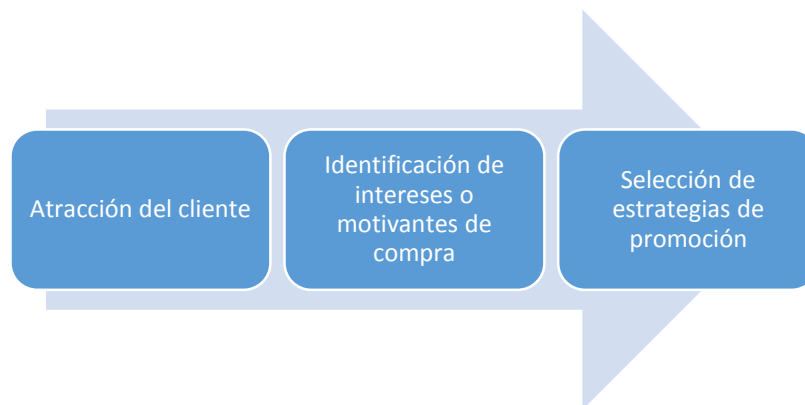 Atracción del cliente
Identificación de
intereses o
motivantes de
compra
Selección de
estrategias de
promoción